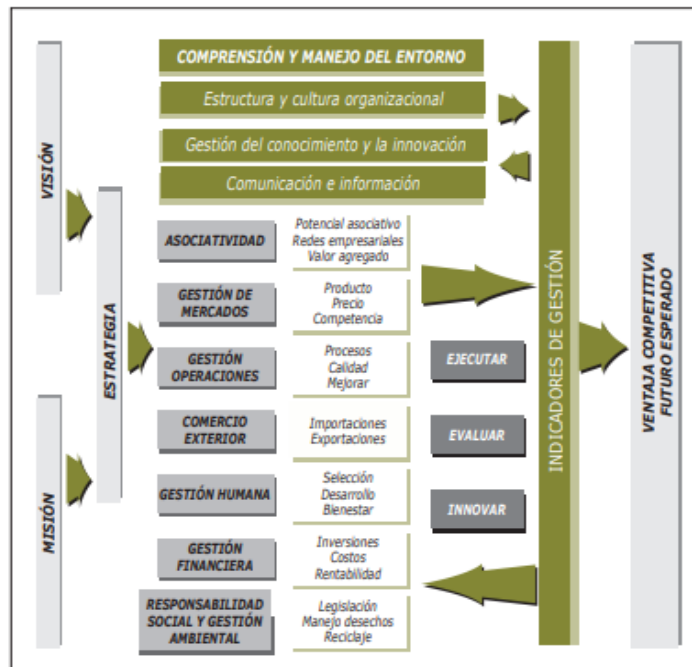 VISIÓN
MISIÓN
ESTRATEGIA
COMPRENSIÓN Y MANEJO DEL ENTORNO
Estructura y cultura organizacional
Gestión del conocimiento y la innovación
Comunicación e información
ASOCIATIVIDAD
Potencial asociativo
Redes empresariales
Valor agregado
GESTIÓN DE
MERCADOS
Producto
Precio
Competencia
GESTIÓN
OPERACIONES
Procesos
Calidad
Mejorar
COMERCIO
EXTERIOR
Importaciones
Exportaciones
GESTIÓN HUMANA
Selección
Desarrollo
Bienestar
GESTIÓN
FINANCIERA
Inversiones
Costos
Rentabilidad
RESPONSABILIDAD
SOCIAL Y GESTIÓN
AMBIENTAL
Legislación
Manejo desechos
Reciclaje
EJECUTAR
EVALUAR
INNOVAR
INDICADORES DE GESTIÓN
VENTAJA COMPETITIVA
FUTURO ESPERADO